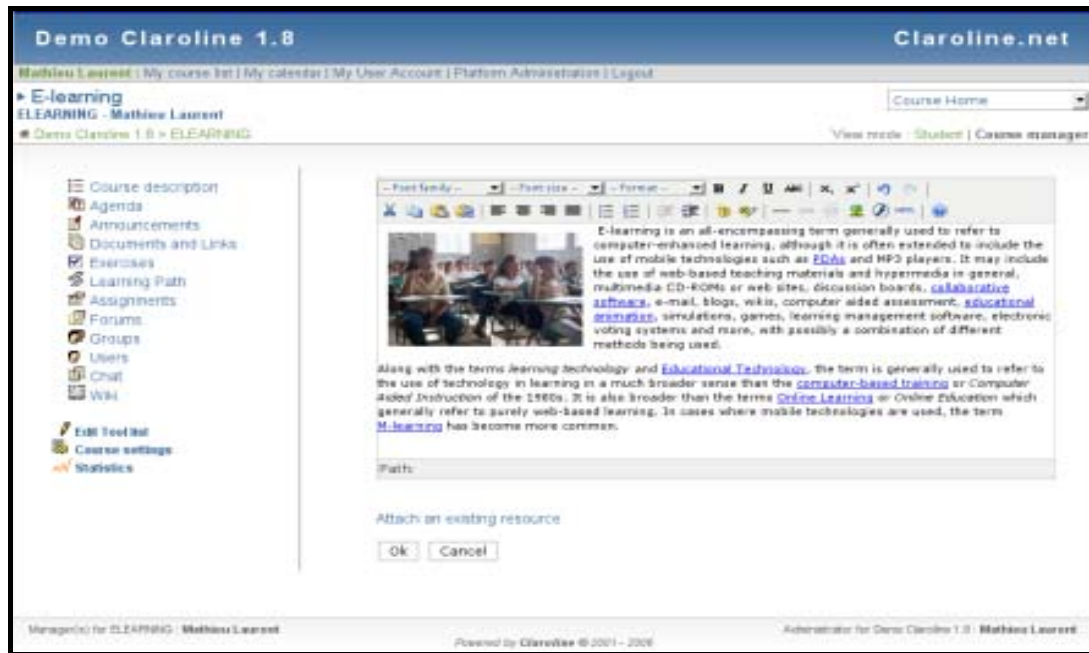 Demo Claroline 1.8
Claroline.net
Mathieu Laurent | My course list | My calendar | My User Account | Platform Administration | Logout
E-learning
Course Home
ELEARNING - Mathieu Laurent
Demo Claroline 1.8 > ELEARNING
View mode : Student | Course manager
Course description
Agenda
Announcements
Documents and Links
Exercises
Learning Path
Assignments
Forums
Groups
Users
Chat
Wiki
Edit Tool list
Course settings
Statistics
-- Font family -- -- Font size -- -- Format -- B I U ABC
E-learning is an all-encompassing term generally used to refer to
computer-enhanced learning, although it is often extended to include the
use of mobile technologies such as PDAs and MP3 players. It may include
the use of web-based teaching materials and hypermedia in general,
multimedia CD-ROMs or web sites, discussion boards, collaborative
software, e-mail, blogs, wikis, computer aided assessment, educational
animation, simulations, games, learning management software, electronic
voting systems and more, with possibly a combination of different
methods being used.
Along with the terms learning technology and Educational Technology, the term is generally used to refer to
the use of technology in learning in a much broader sense than the computer-based training or Computer
Aided Instruction of the 1980s. It is also broader than the terms Online Learning or Online Education which
generally refer to purely web-based learning. In cases where mobile technologies are used, the term
M-learning has become more common.
Path:
Attach an existing resource
Ok Cancel
Manager(s) for ELEARNING : Mathieu Laurent
Administrator for Demo Claroline 1.8 : Mathieu Laurent
Powered by Claroline © 2001 - 2006